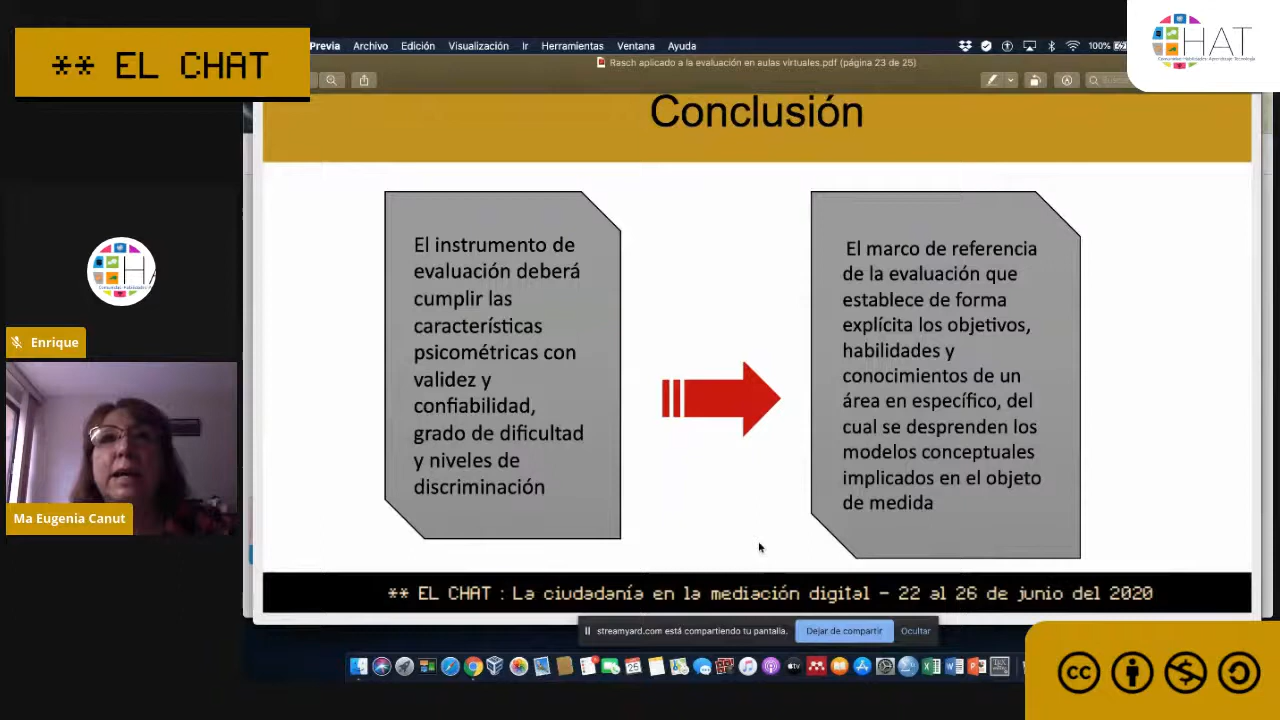 ** EL CHAT
Previa Archivo Edición Visualización Ir Herramientas Ventana Ayuda
100%
HAT
Rasch aplicado a la evaluación en aulas virtuales.pdf (página 23 de 25)
Conclusión
El instrumento de
evaluación deberá
cumplir las
características
psicométricas con
validez y
confiabilidad,
grado de dificultad
y niveles de
discriminación
El marco de referencia
de la evaluación que
establece de forma
explícita los objetivos,
habilidades y
conocimientos de un
área en específico, del
cual se desprenden los
modelos conceptuales
implicados en el objeto
de medida
Enrique
Ma Eugenia Canut
** EL CHAT : La ciudadanía en la mediación digital - 22 al 26 de junio del 2020
streamyard.com está compartiendo tu pantalla.
Dejar de compartir
Ocultar
cc